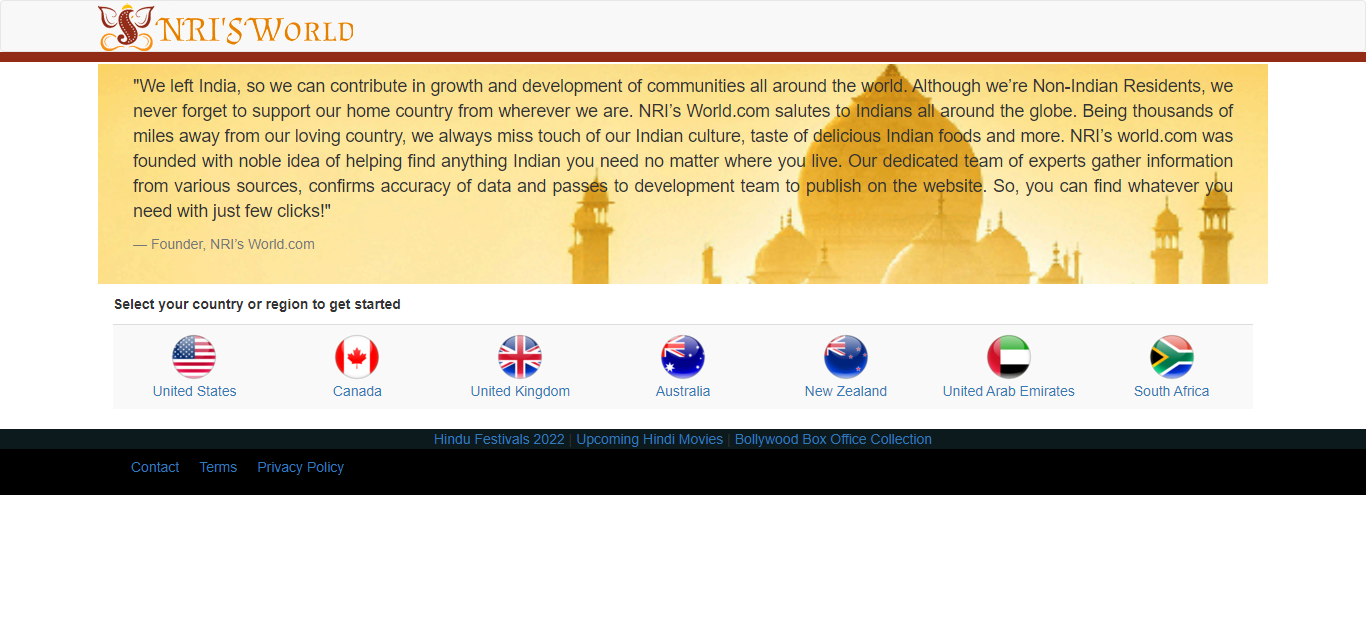 NRI'S WORLD
"We left India, so we can contribute in growth and development of communities all around the world. Although we’re Non-Indian Residents, we
never forget to support our home country from wherever we are. NRI’s World.com salutes to Indians all around the globe. Being thousands of
miles away from our loving country, we always miss touch of our Indian culture, taste of delicious Indian foods and more. NRI’s world.com was
founded with noble idea of helping find anything Indian you need no matter where you live. Our dedicated team of experts gather information
from various sources, confirms accuracy of data and passes to development team to publish on the website. So, you can find whatever you
need with just few clicks!"
— Founder, NRI’s World.com
Select your country or region to get started
United States Canada United Kingdom Australia New Zealand United Arab Emirates South Africa
Hindu Festivals 2022 | Upcoming Hindi Movies | Bollywood Box Office Collection
Contact Terms Privacy Policy